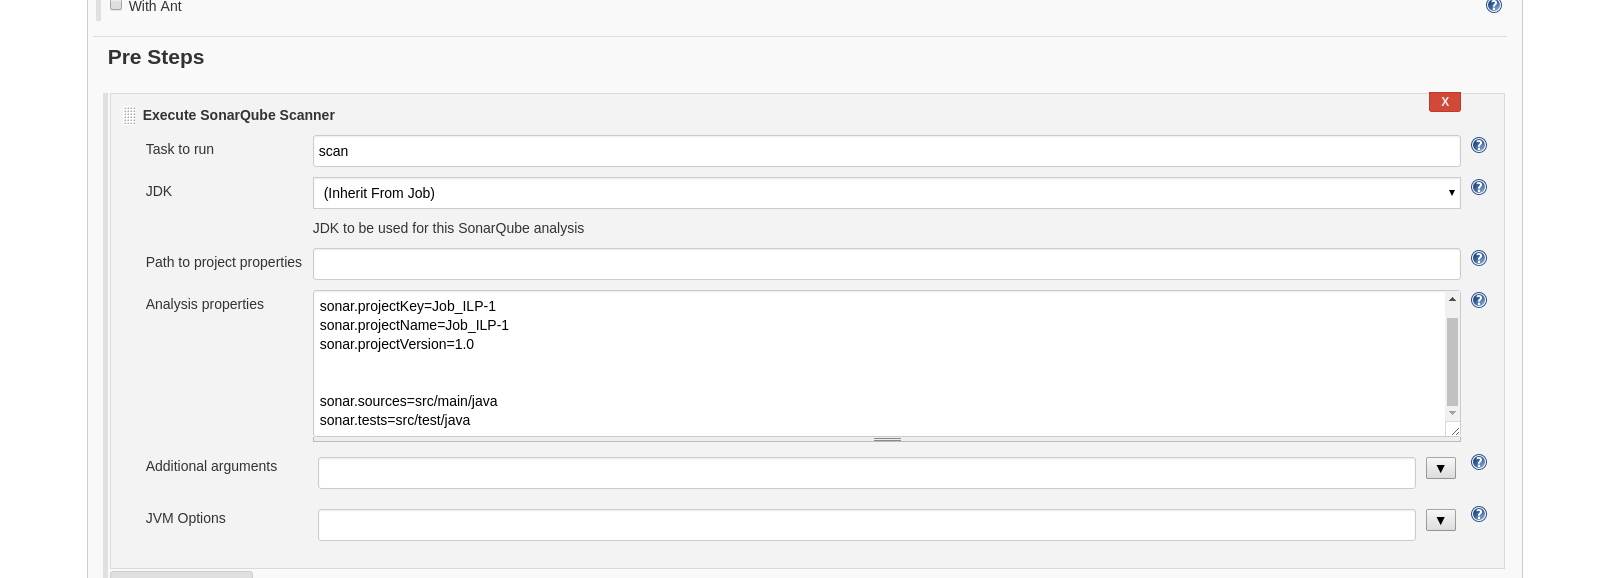 With Ant
Pre Steps
X
Execute SonarQube Scanner
Task to run
scan
JDK
(Inherit From Job)
JDK to be used for this SonarQube analysis
Path to project properties
Analysis properties
sonar.projectKey=Job_ILP-1
sonar.projectName=Job_ILP-1
sonar.projectVersion=1.0
sonar.sources=src/main/java
sonar.tests=src/test/java
Additional arguments
JVM Options